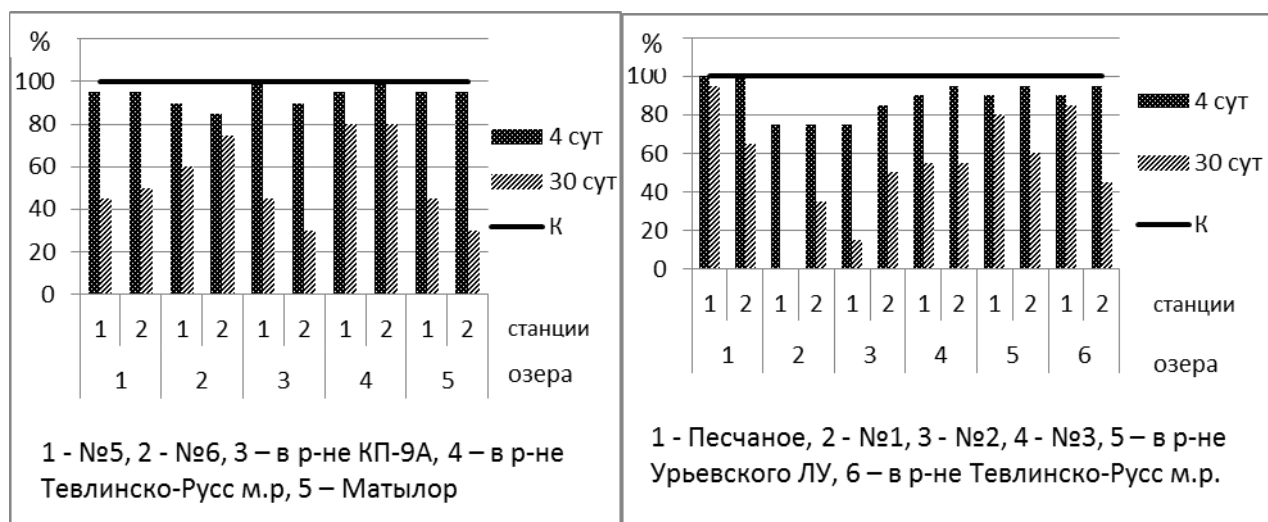 %
100
80
60
40
20
0
4 сут
30 сут
К
1 2 1 2 1 2 1 2 1 2 станции
1 2 3 4 5 озера
1 - №5, 2 - №6, 3 – в р-не КП-9А, 4 – в р-не
Тевлинско-Русс м.р, 5 – Матылор
%
100
80
60
40
20
0
4 сут
30 сут
К
1 2 1 2 1 2 1 2 1 2 1 2 станции
1 2 3 4 5 6 озера
1 - Песчаное, 2 - №1, 3 - №2, 4 - №3, 5 – в р-не
Урьевского ЛУ, 6 – в р-не Тевлинско-Русс м.р.